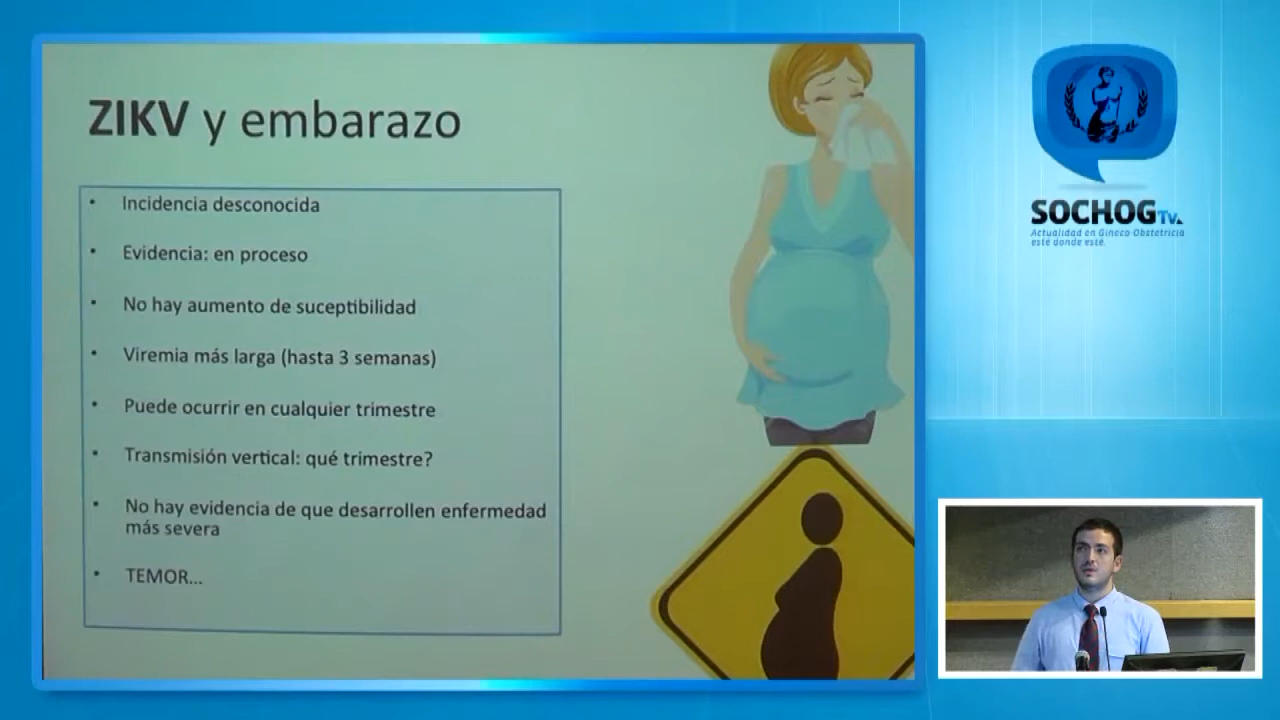 ZIKV y embarazo
• Incidencia desconocida
• Evidencia: en proceso
• No hay aumento de suceptibilidad
• Viremia más larga (hasta 3 semanas)
• Puede ocurrir en cualquier trimestre
• Transmisión vertical: qué trimestre?
• No hay evidencia de que desarrollen enfermedad
más severa
• TEMOR...
SOCHOG Tv.
Actualidad en Gineco Obstetricia
esté donde esté.